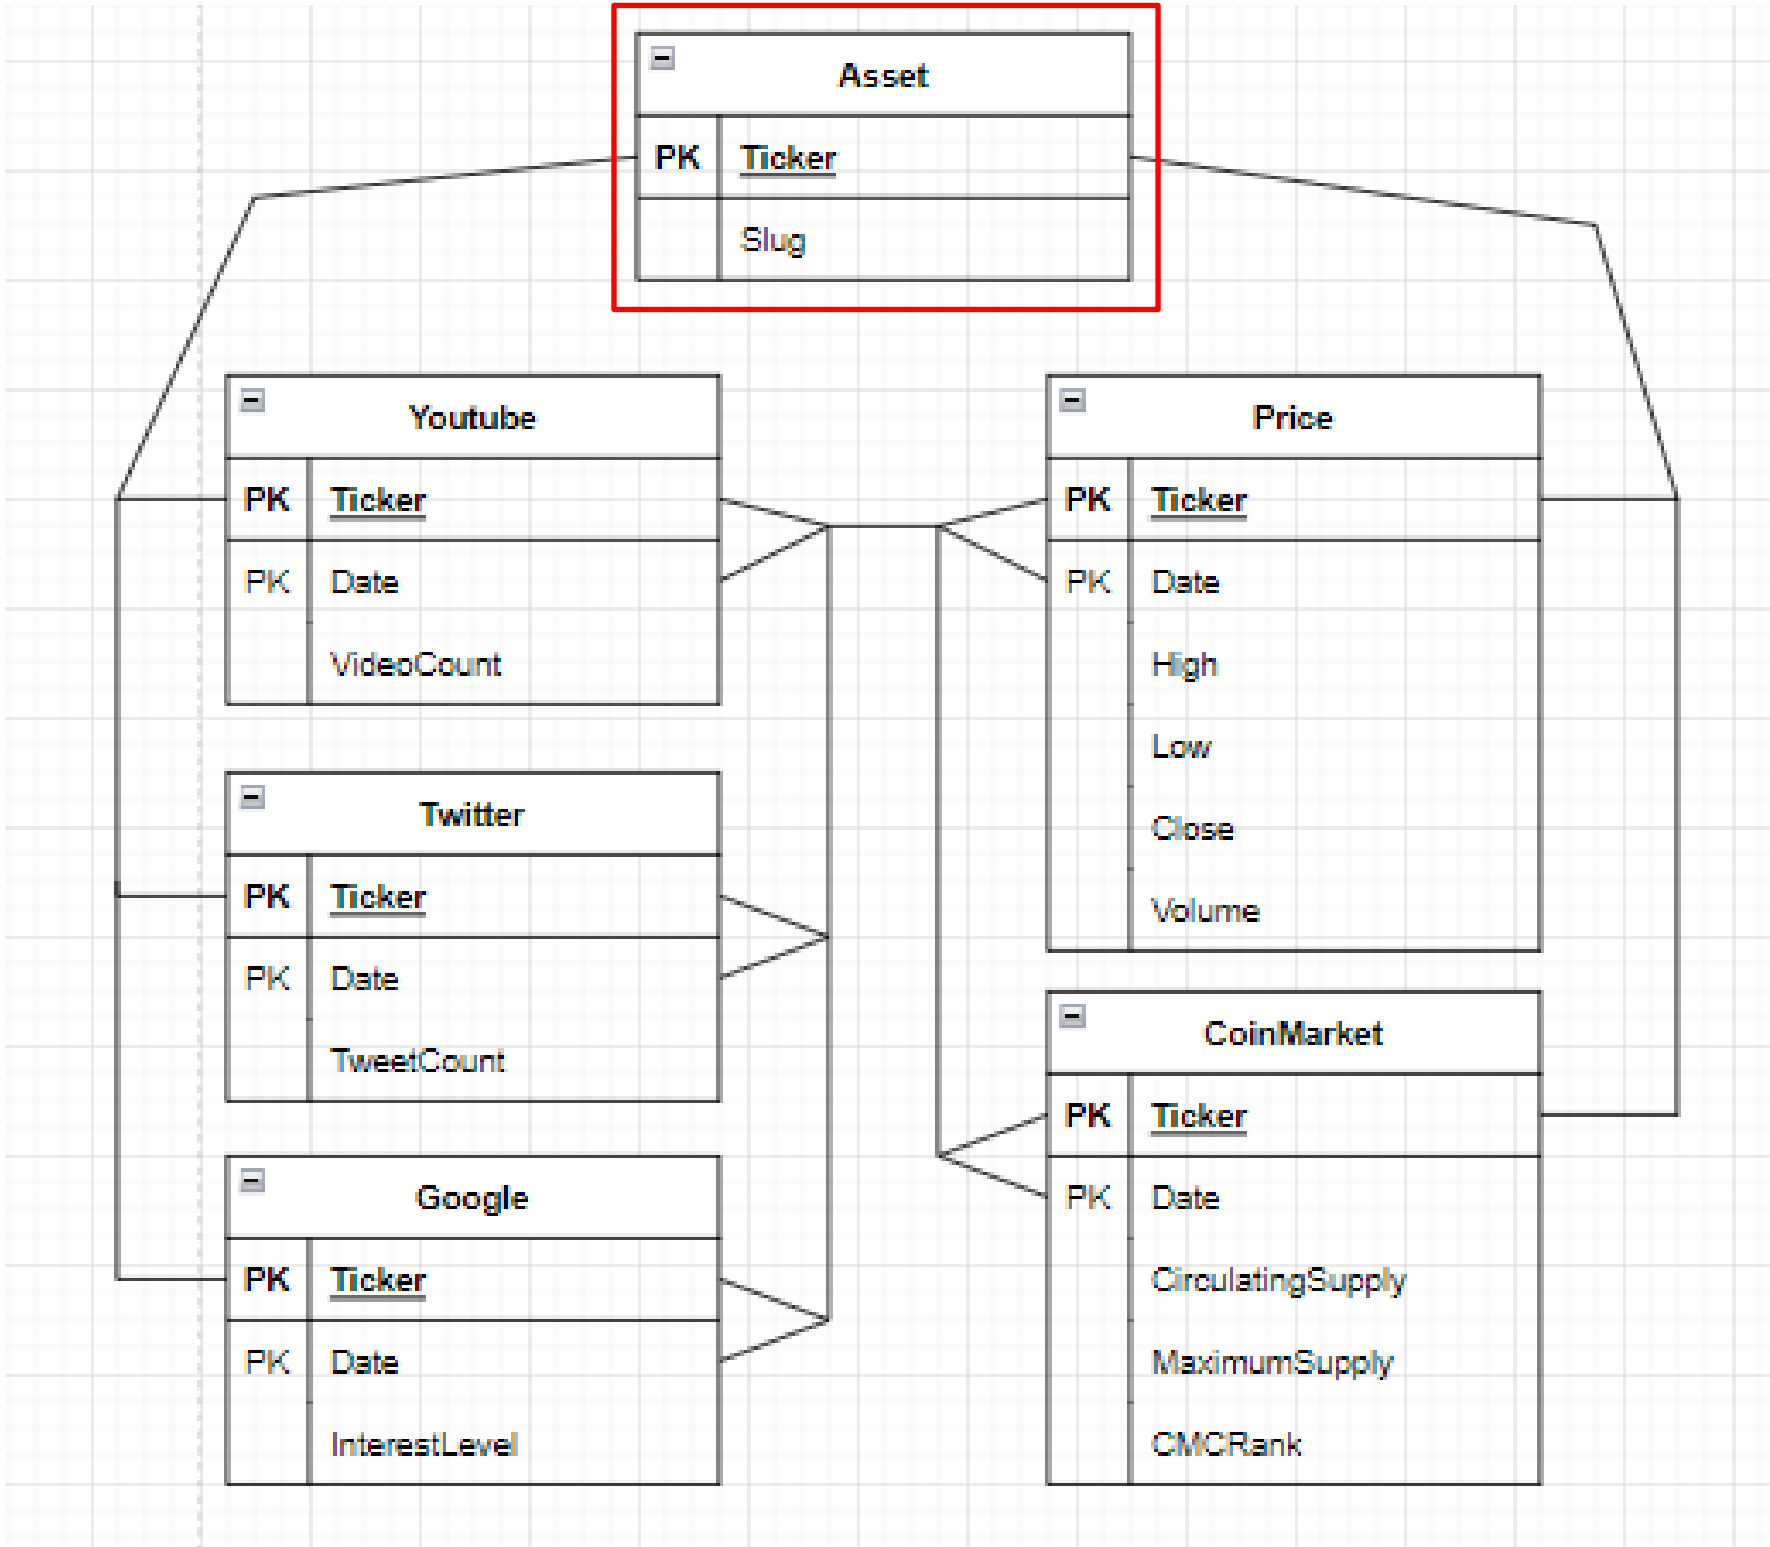 Asset
PK Ticker
Slug
Youtube
PK Ticker
PK Date
VideoCount
Twitter
PK Ticker
PK Date
TweetCount
Google
PK Ticker
PK Date
InterestLevel
Price
PK Ticker
PK Date
High
Low
Close
Volume
CoinMarket
PK Ticker
PK Date
CirculatingSupply
MaximumSupply
CMCRank